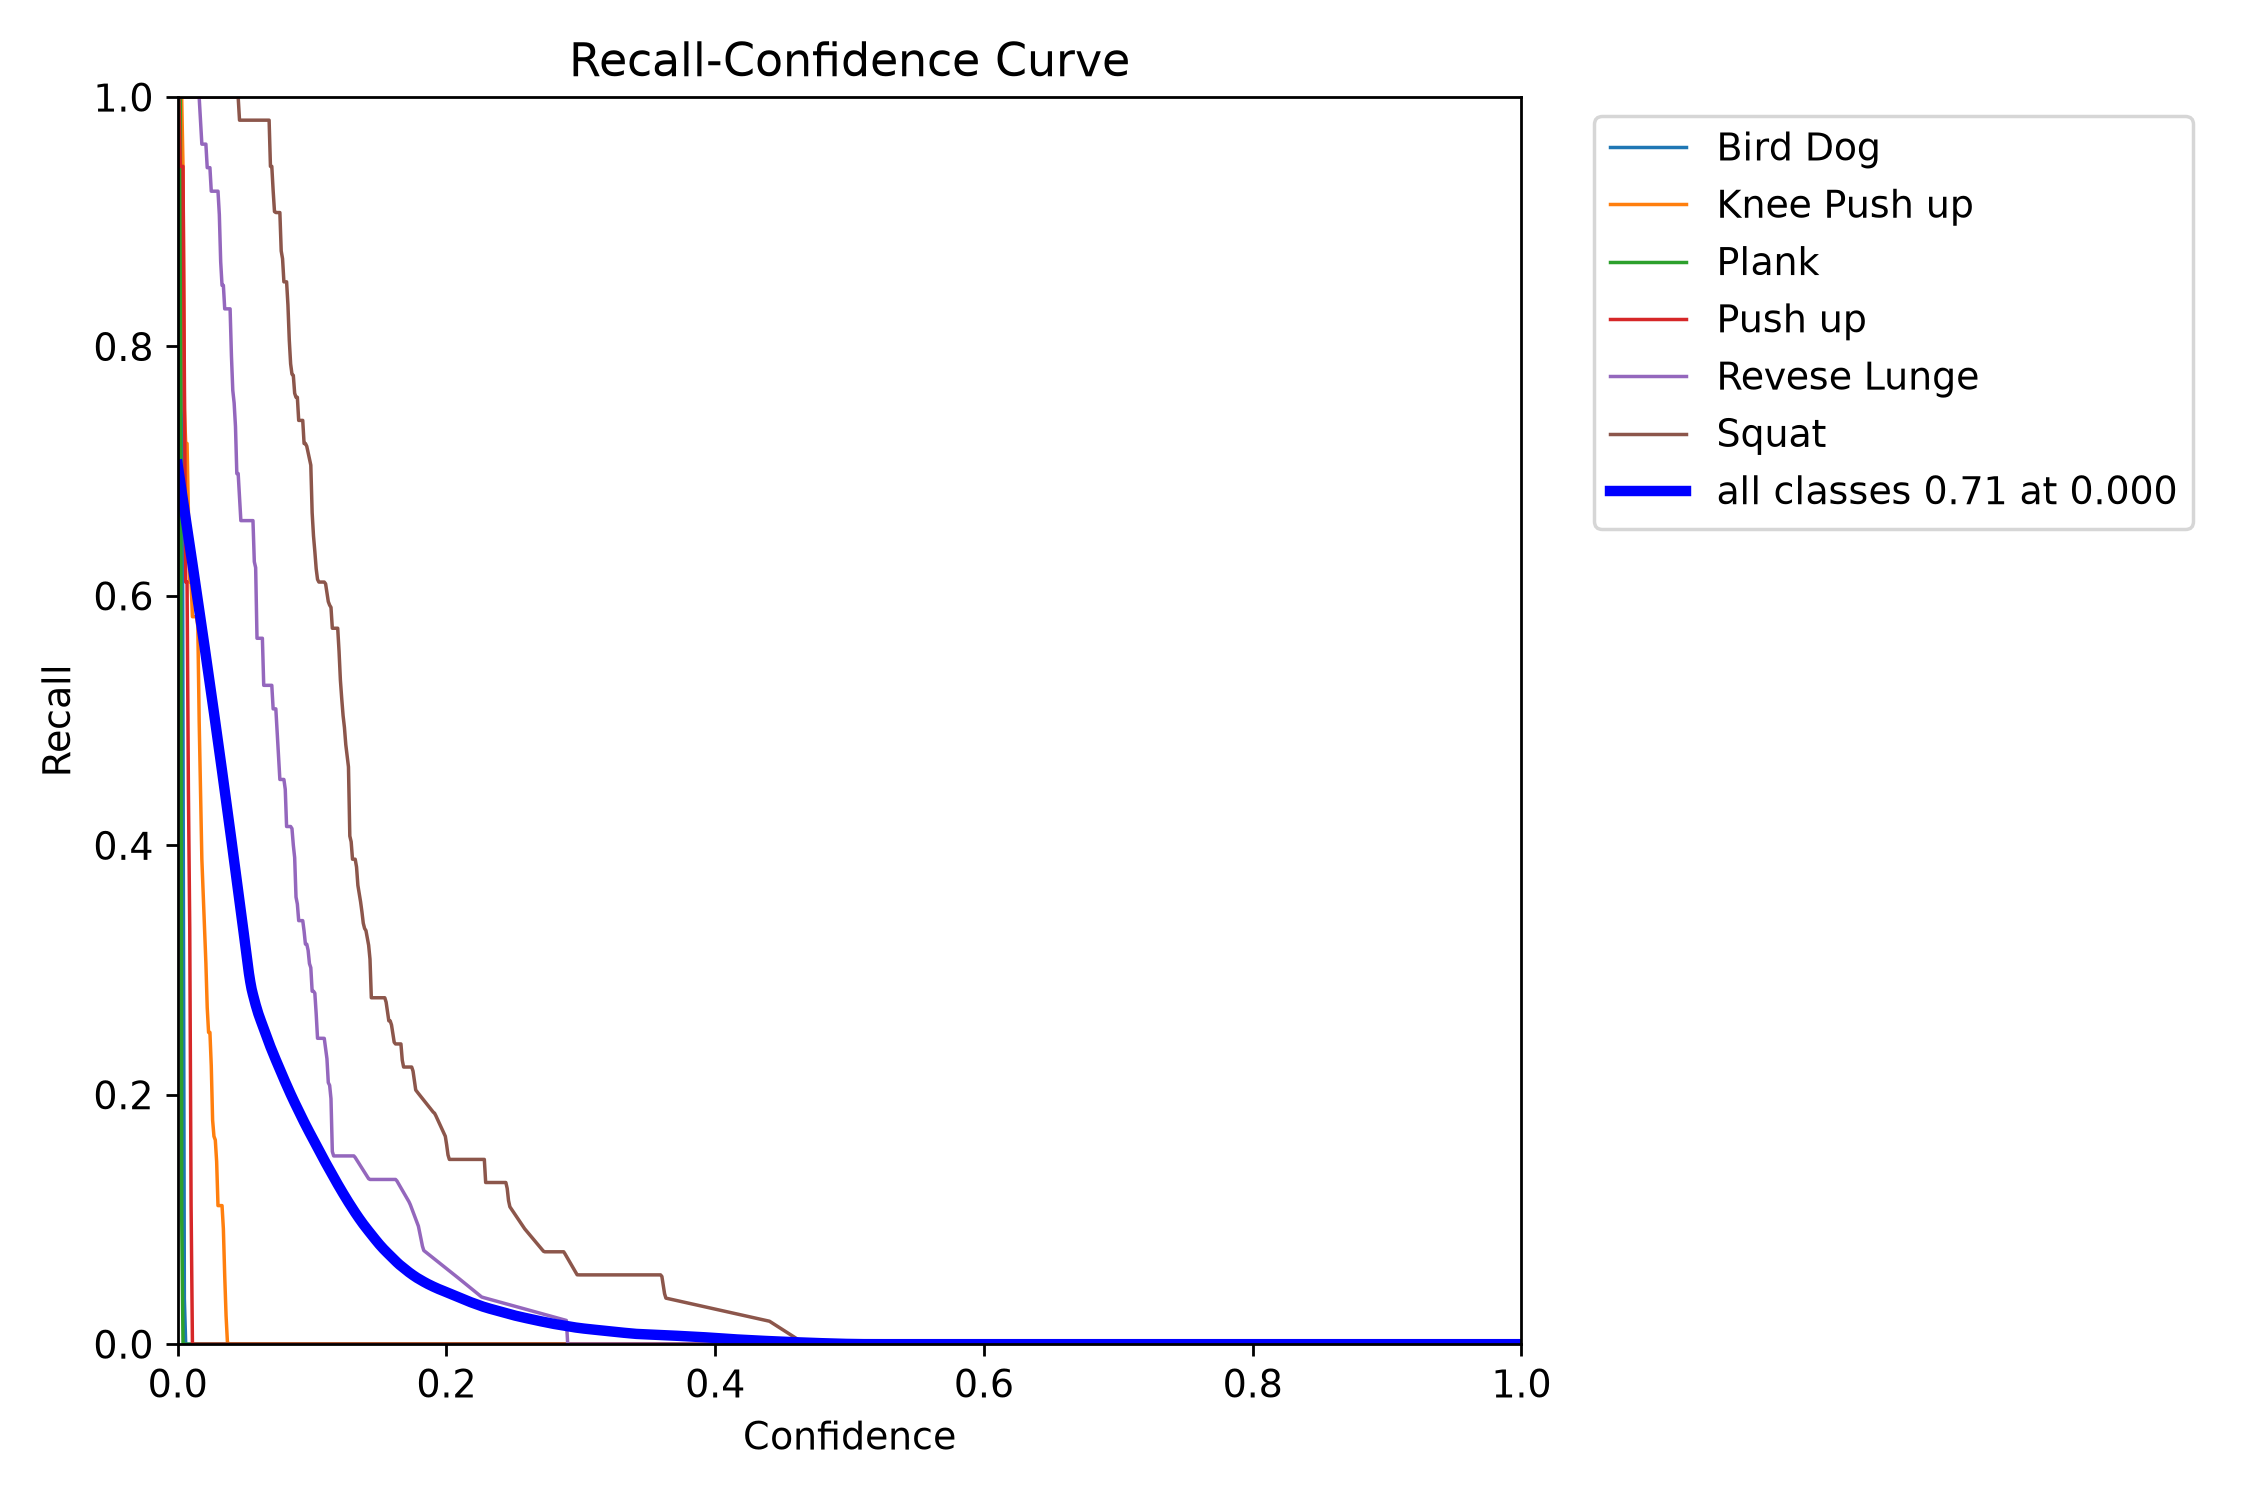 Recall-Confidence Curve
1.0
0.8
0.6
0.4
0.2
0.0
Recall
0.0 0.2 0.4 0.6 0.8 1.0
Confidence
Bird Dog
Knee Push up
Plank
Push up
Revese Lunge
Squat
all classes 0.71 at 0.000